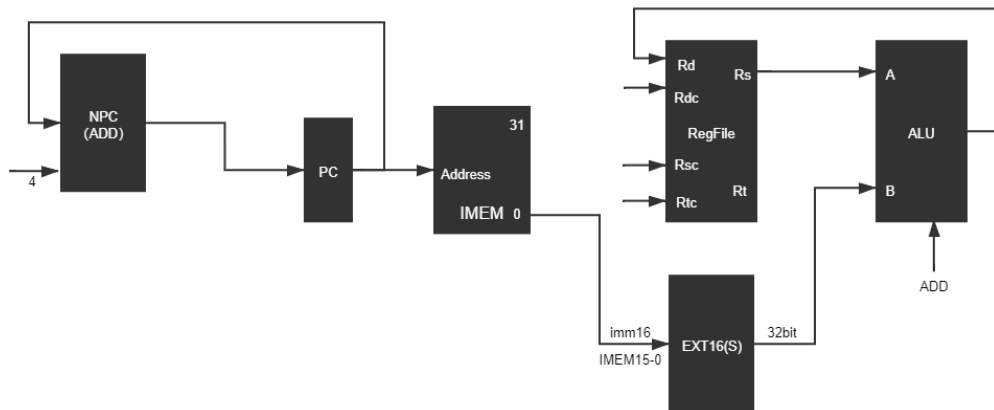 NPC
(ADD)
4
PC
31
Address
IMEM 0
Rd
Rs
Rdc
RegFile
Rsc
Rt
Rtc
A
ALU
B
ADD
imm16
IMEM15-0
EXT16(S)
32bit